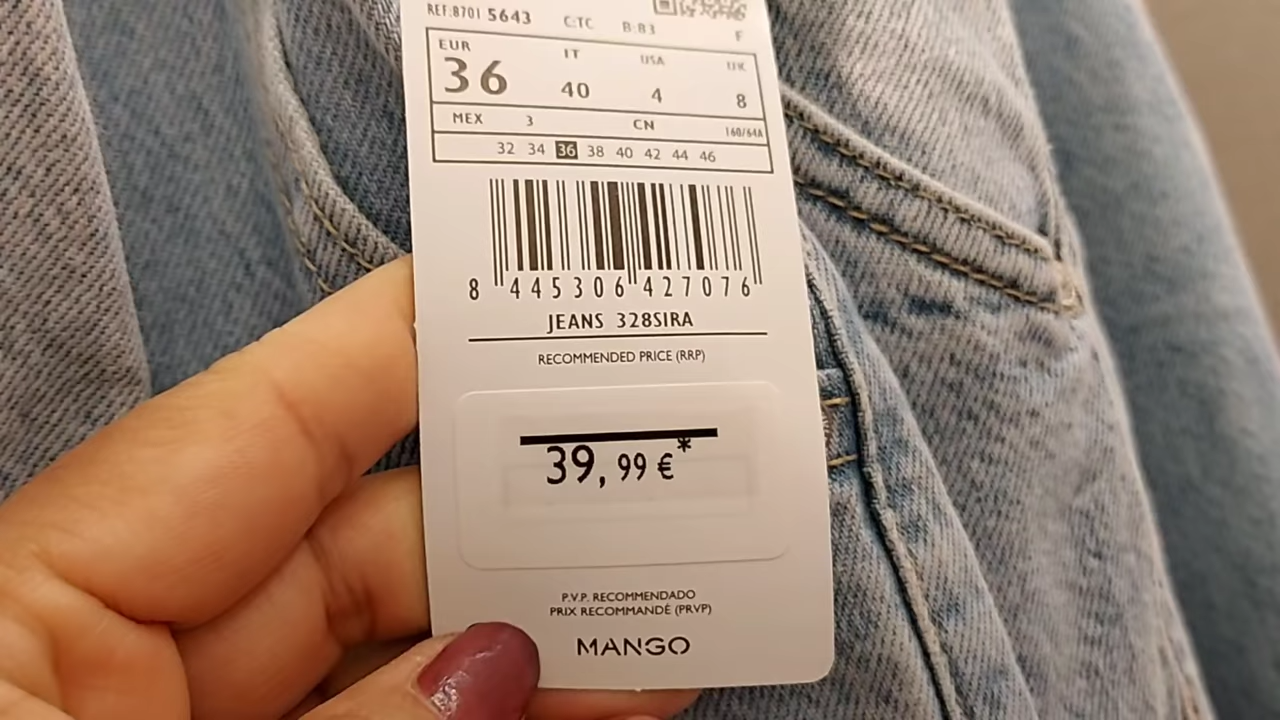 REF:8701 5643 C:TC B:B3 F
EUR IT USA UK
36 40 4 8
MEX 3 CN 160/64A
32 34 36 38 40 42 44 46
8 445306 427076
JEANS 328SIRA
RECOMMENDED PRICE (RRP)
39,99 €*
P.V.P. RECOMMENDADO
PRIX RECOMMANDÉ (PRVP)
MANGO